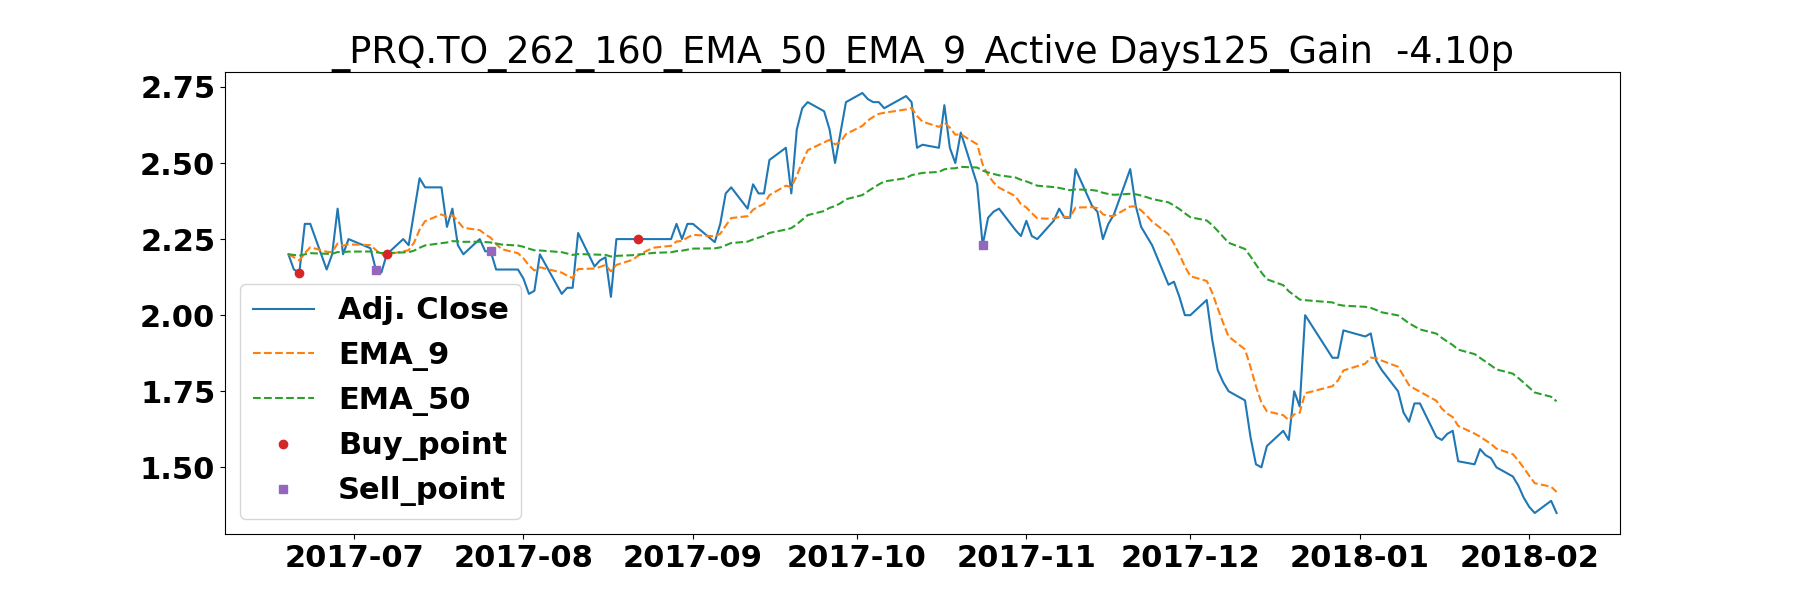 _PRQ.TO_262_160_EMA_50_EMA_9_Active Days125_Gain  -4.10p
2.75
2.50
2.25
2.00
1.75
1.50
Adj. Close
EMA_9
EMA_50
Buy_point
Sell_point
2017-07 2017-08 2017-09 2017-10 2017-11 2017-12 2018-01 2018-02